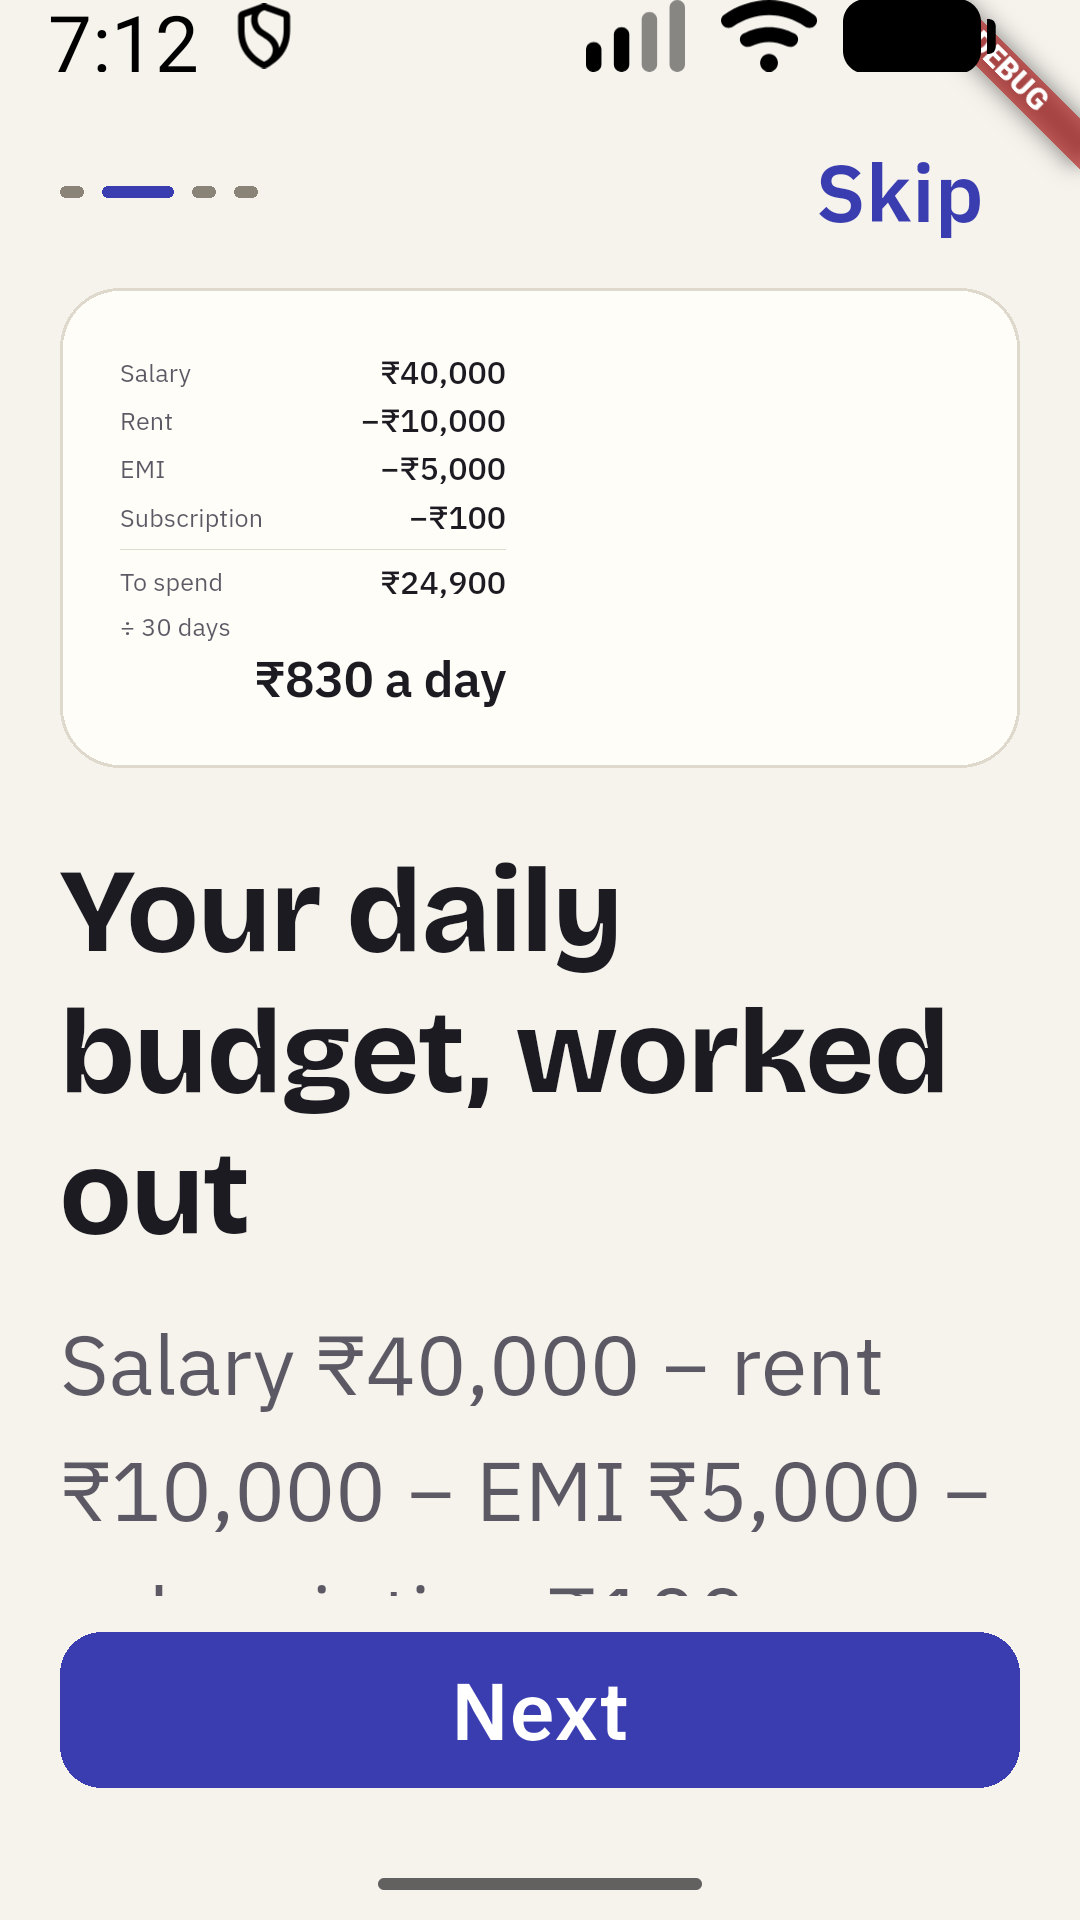 7:12
DEBUG
Skip
Salary ₹40,000
Rent –₹10,000
EMI –₹5,000
Subscription –₹100
To spend ₹24,900
÷ 30 days
₹830 a day
Your daily
budget, worked
out
Salary ₹40,000 – rent
₹10,000 – EMI ₹5,000 –
Next